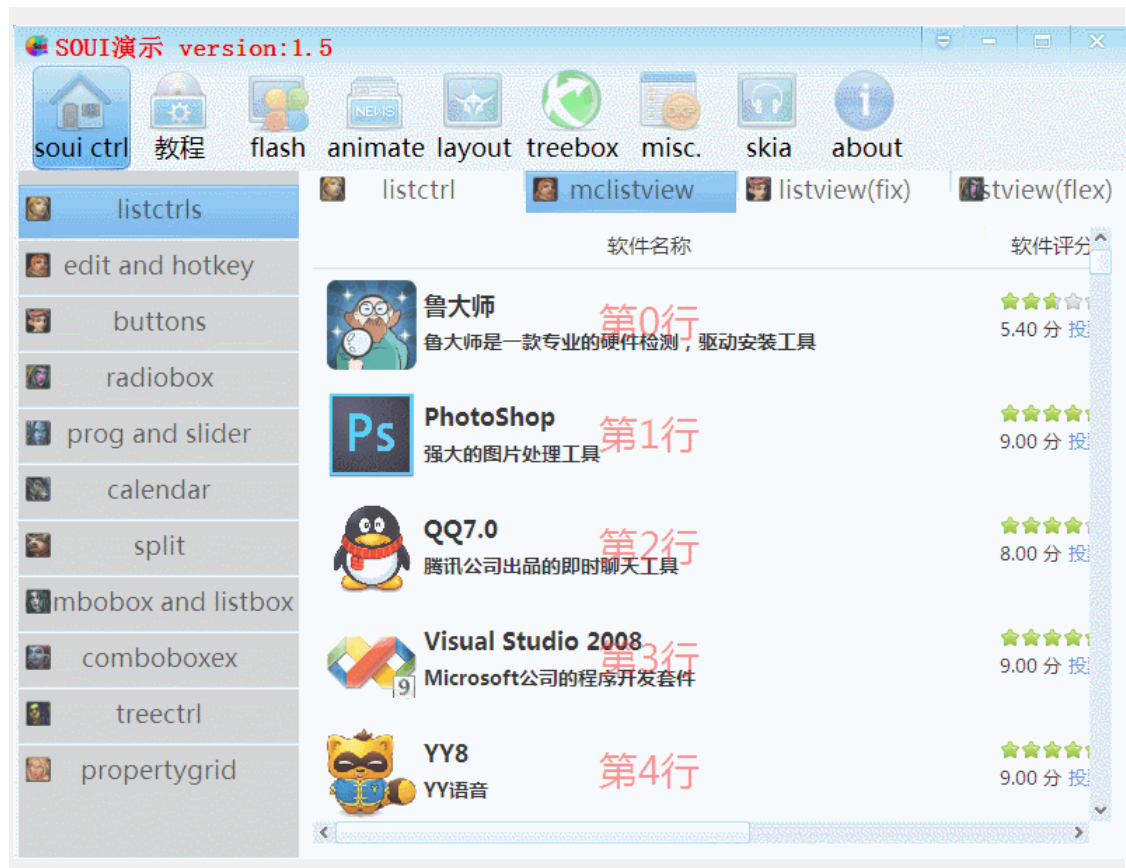 SOUI演示 version:1.5
soui ctrl 教程 flash animate layout treebox misc. skia about
NEWS
DKP
listctrls
edit and hotkey
buttons
radiobox
prog and slider
calendar
split
mbobox and listbox
comboboxex
treectrl
propertygrid
listctrl mclistview listview(fix) stview(flex)
软件名称 软件评分
鲁大师
第0行
鲁大师是一款专业的硬件检测，驱动安装工具
5.40 分 投
Ps
PhotoShop
第1行
强大的图片处理工具
9.00 分 投
QQ7.0
第2行
腾讯公司出品的即时聊天工具
8.00 分 投
9
Visual Studio 2008
第3行
Microsoft公司的程序开发套件
9.00 分 投
YY8
第4行
YY语音
9.00 分 投